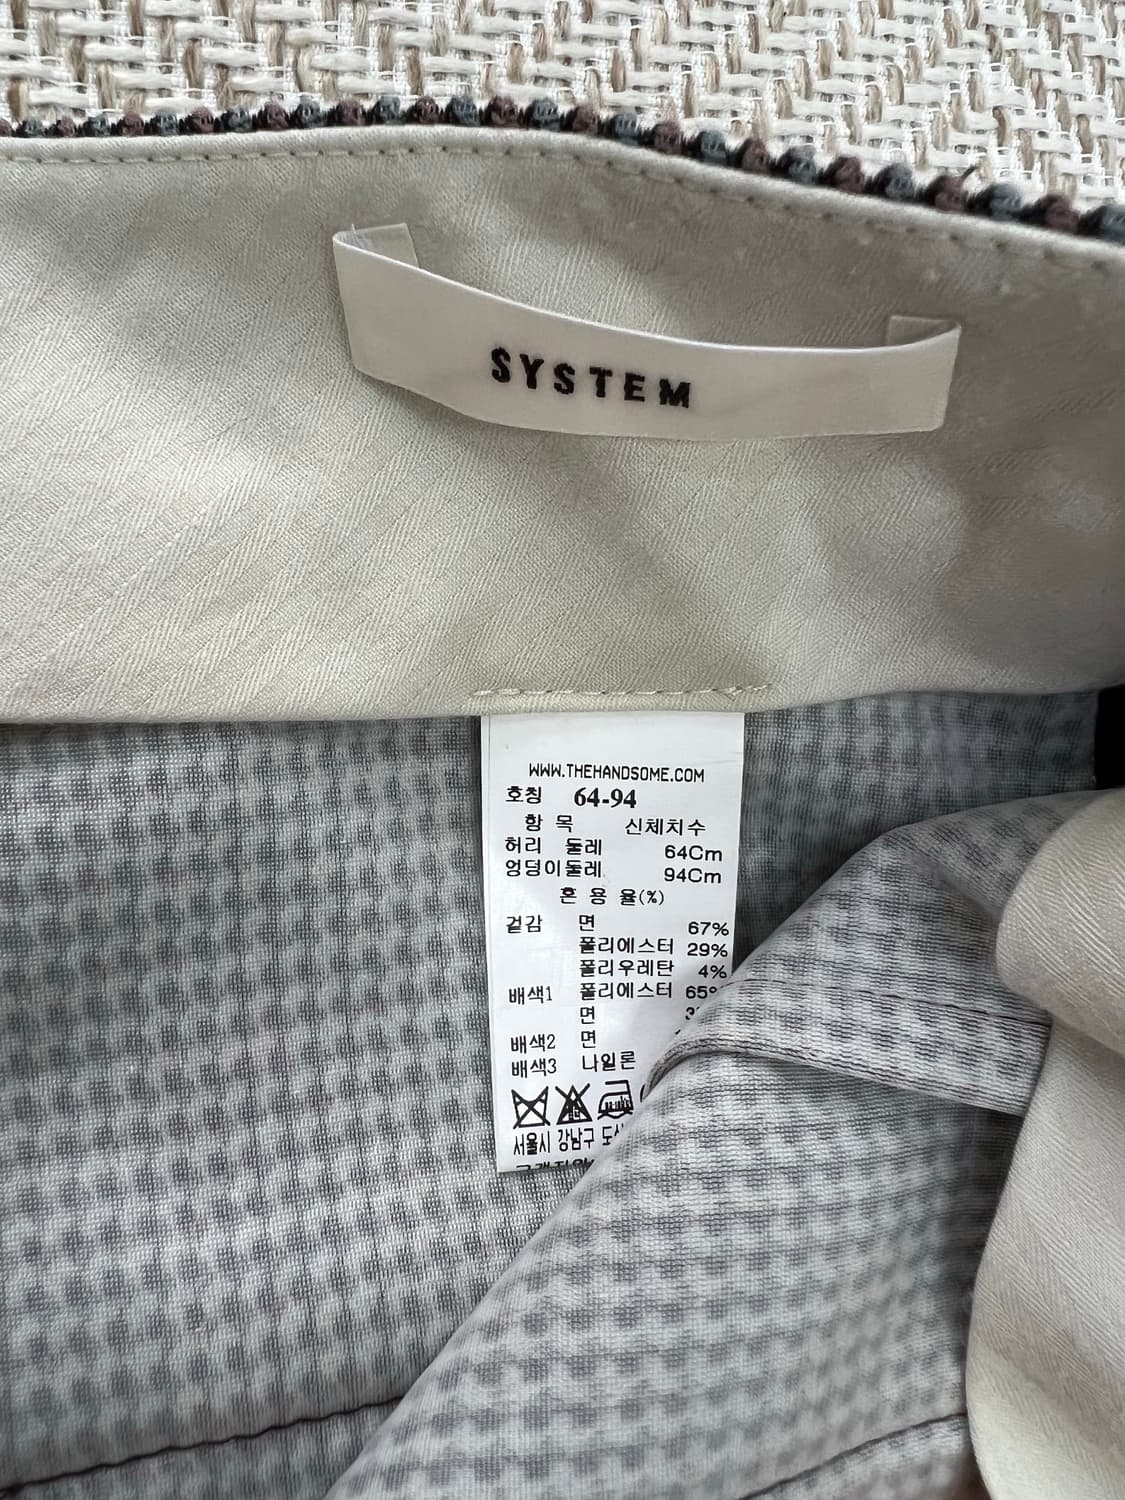 SYSTEM
WWW.THEHANDSOME.COM
호칭 64-94
항 목 신체치수
허리 둘레 64Cm
엉덩이둘레 94Cm
혼 용 율(%)
겉감 면 67%
폴리에스터 29%
폴리우레탄 4%
배색1 폴리에스터 65%
면
배색2 면
배색3 나일론
서울시 강남구